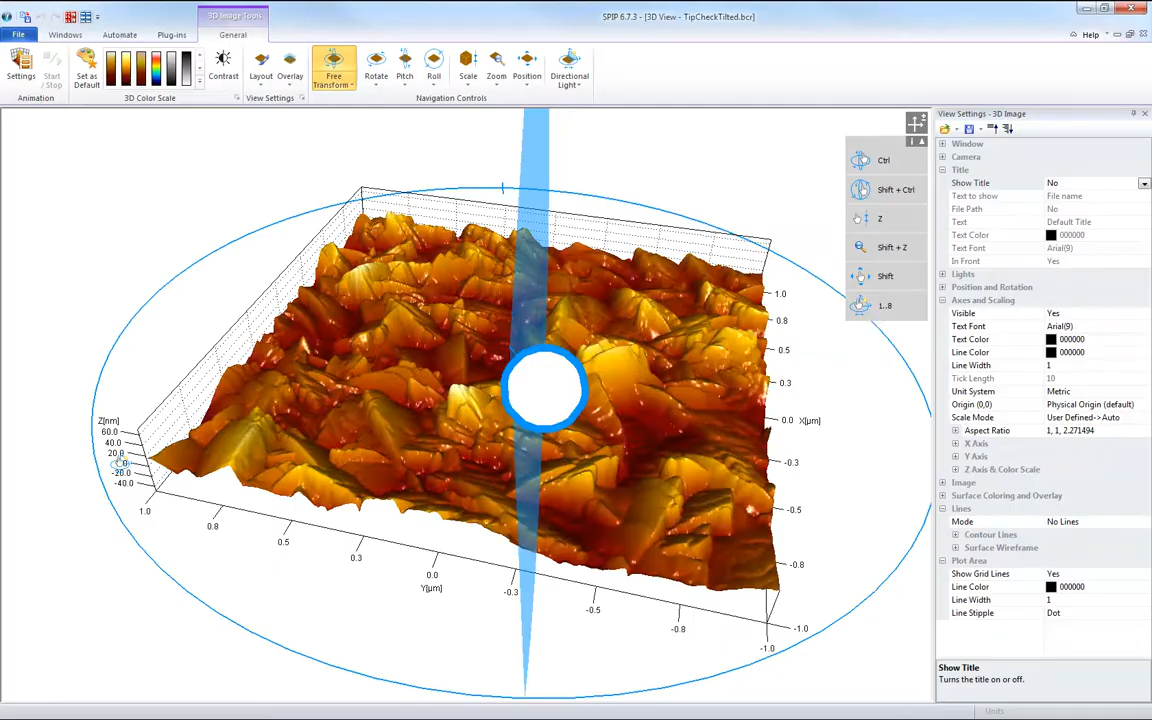 3D Image Tools
SPIP 6.7.3 - [3D View - TipCheckTilted.bcr]
File Windows Automate Plug-ins General
Help
Settings Start / Stop
Animation
Set as Default
3D Color Scale
Contrast
Layout Overlay
View Settings
Free Transform Rotate Pitch Roll Scale Zoom Position Directional Light
Navigation Controls
Ctrl
Shift + Ctrl
Z
Shift + Z
Shift
1..8
Z[nm]
60.0
40.0
20.0
-20.0
-40.0
1.0
0.8
0.5
0.3
0.0
Y[µm]
-0.3
-0.5
-0.8
-1.0
1.0
0.8
0.5
0.3
0.0 X[µm]
-0.3
-0.5
-0.8
-1.0
View Settings - 3D Image
Window
Camera
Title
Show Title No
Text to show File name
File Path No
Text Default Title
Text Color 000000
Text Font Arial(9)
In Front Yes
Lights
Position and Rotation
Axes and Scaling
Visible Yes
Text Font Arial(9)
Text Color 000000
Line Color 000000
Line Width 1
Tick Length 10
Unit System Metric
Origin (0,0) Physical Origin (default)
Scale Mode User Defined->Auto
Aspect Ratio 1, 1, 2.271494
X Axis
Y Axis
Z Axis & Color Scale
Image
Surface Coloring and Overlay
Lines
Mode No Lines
Contour Lines
Surface Wireframe
Plot Area
Show Grid Lines Yes
Line Color 000000
Line Width 1
Line Stipple Dot
Show Title
Turns the title on or off.
Units